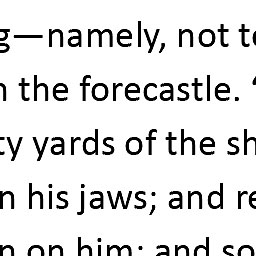 g—namely, not to
n the forecastle. “
ty yards of the sh
n his jaws; and re
n on him; and so